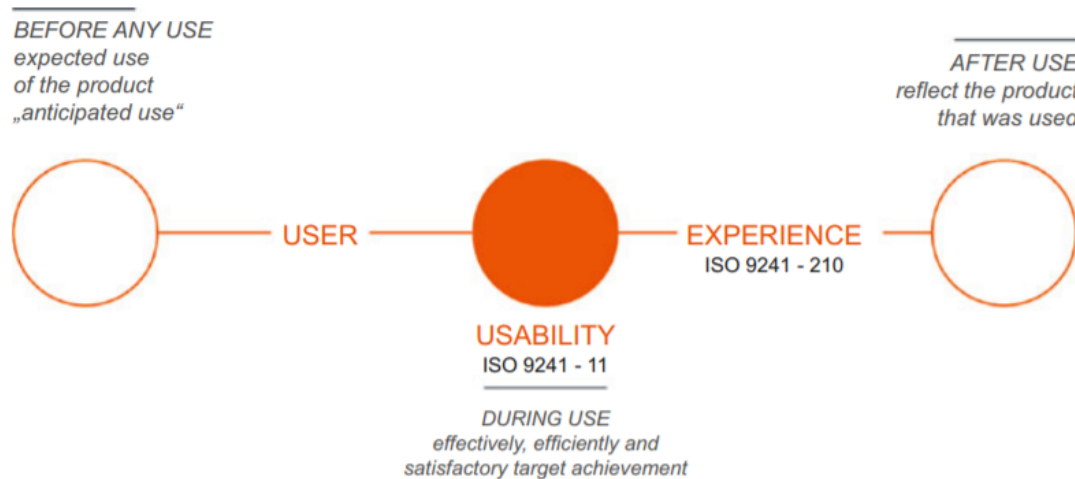 BEFORE ANY USE
expected use
of the product
„anticipated use“
AFTER USE
reflect the product
that was used
USER
EXPERIENCE
ISO 9241 - 210
USABILITY
ISO 9241 - 11
DURING USE
effectively, efficiently and
satisfactory target achievement